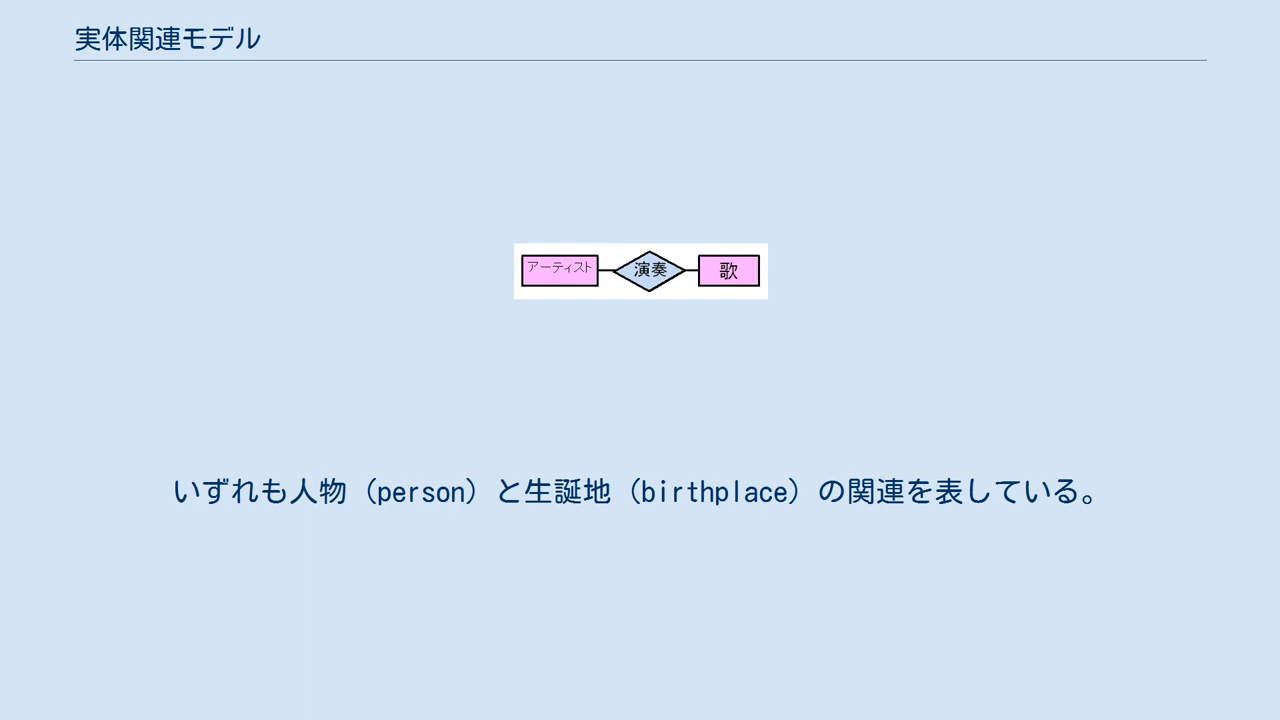 実体関連モデル
アーティスト 演奏 歌
いずれも人物（person）と生誕地（birthplace）の関連を表している。